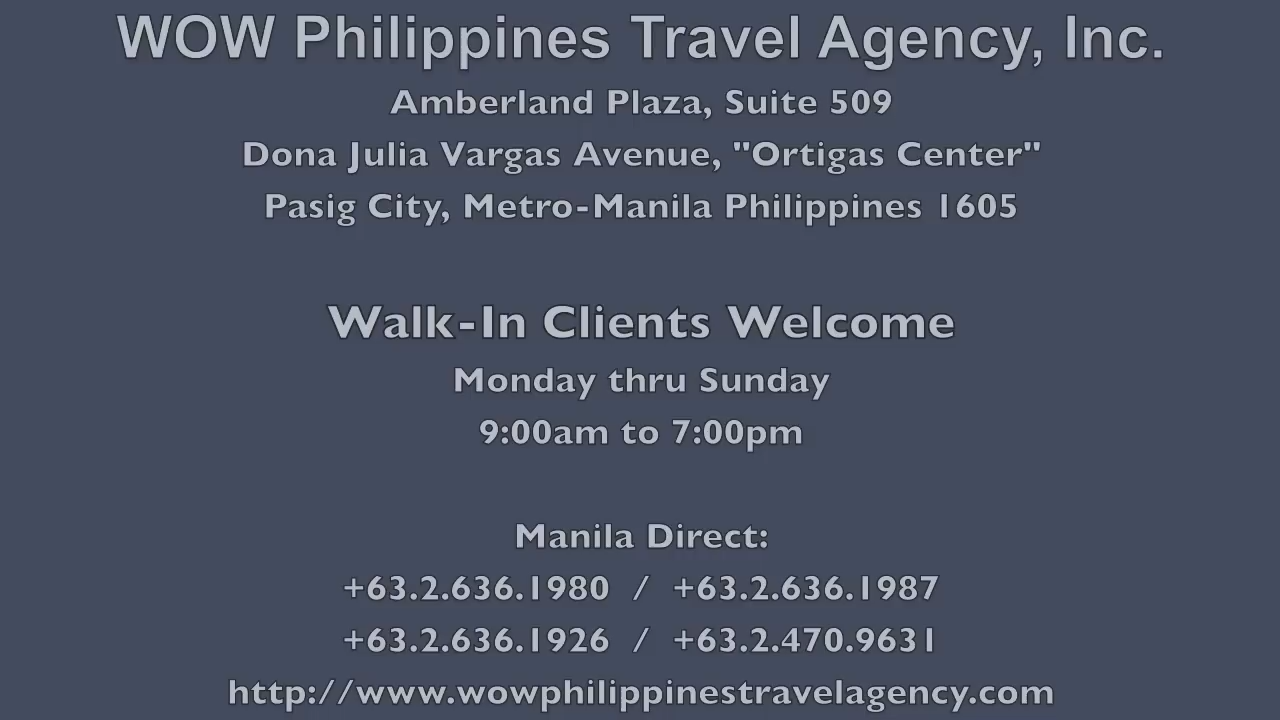 WOW Philippines Travel Agency, Inc.
Amberland Plaza, Suite 509
Dona Julia Vargas Avenue, "Ortigas Center"
Pasig City, Metro-Manila Philippines 1605
Walk-In Clients Welcome
Monday thru Sunday
9:00am to 7:00pm
Manila Direct:
+63.2.636.1980 / +63.2.636.1987
+63.2.636.1926 / +63.2.470.9631
http://www.wowphilippinestravelagency.com